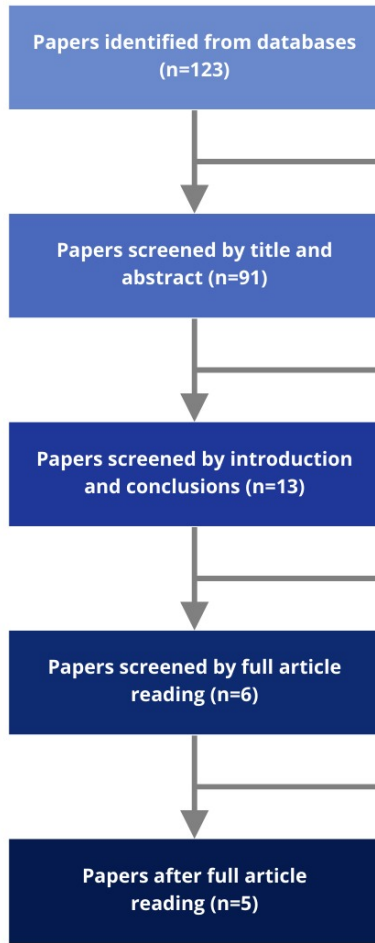 Papers identified from databases
(n=123)
Papers screened by title and
abstract (n=91)
Papers screened by introduction
and conclusions (n=13)
Papers screened by full article
reading (n=6)
Papers after full article
reading (n=5)